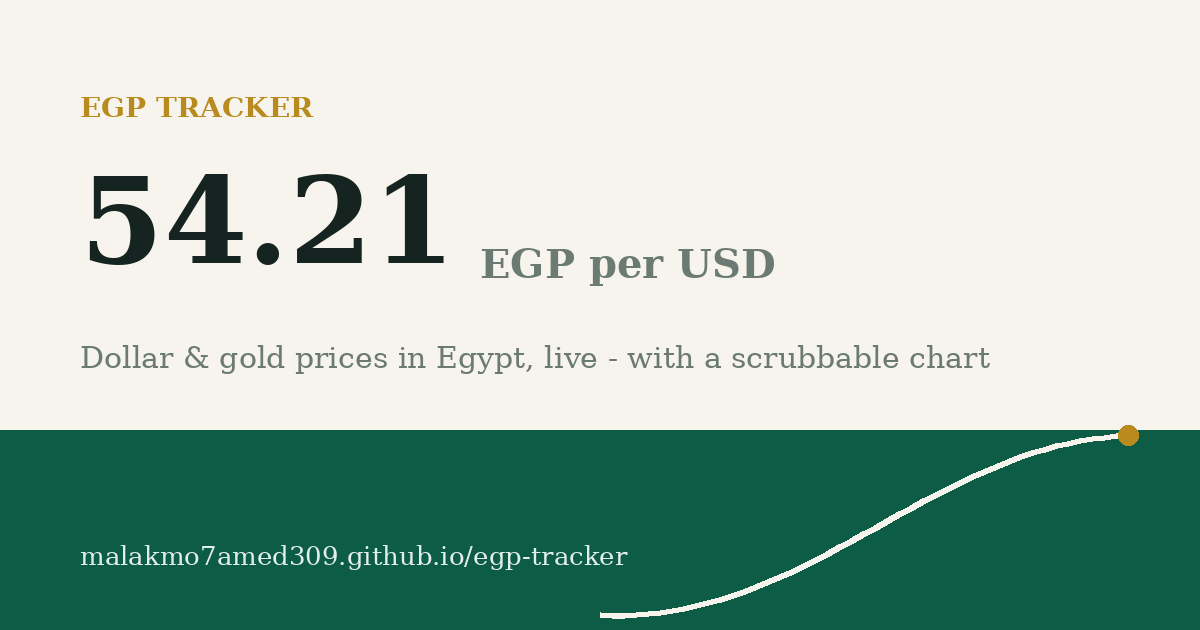 EGP TRACKER
54.21 EGP per USD
Dollar & gold prices in Egypt, live - with a scrubbable chart
malakmo7amed309.github.io/egp-tracker